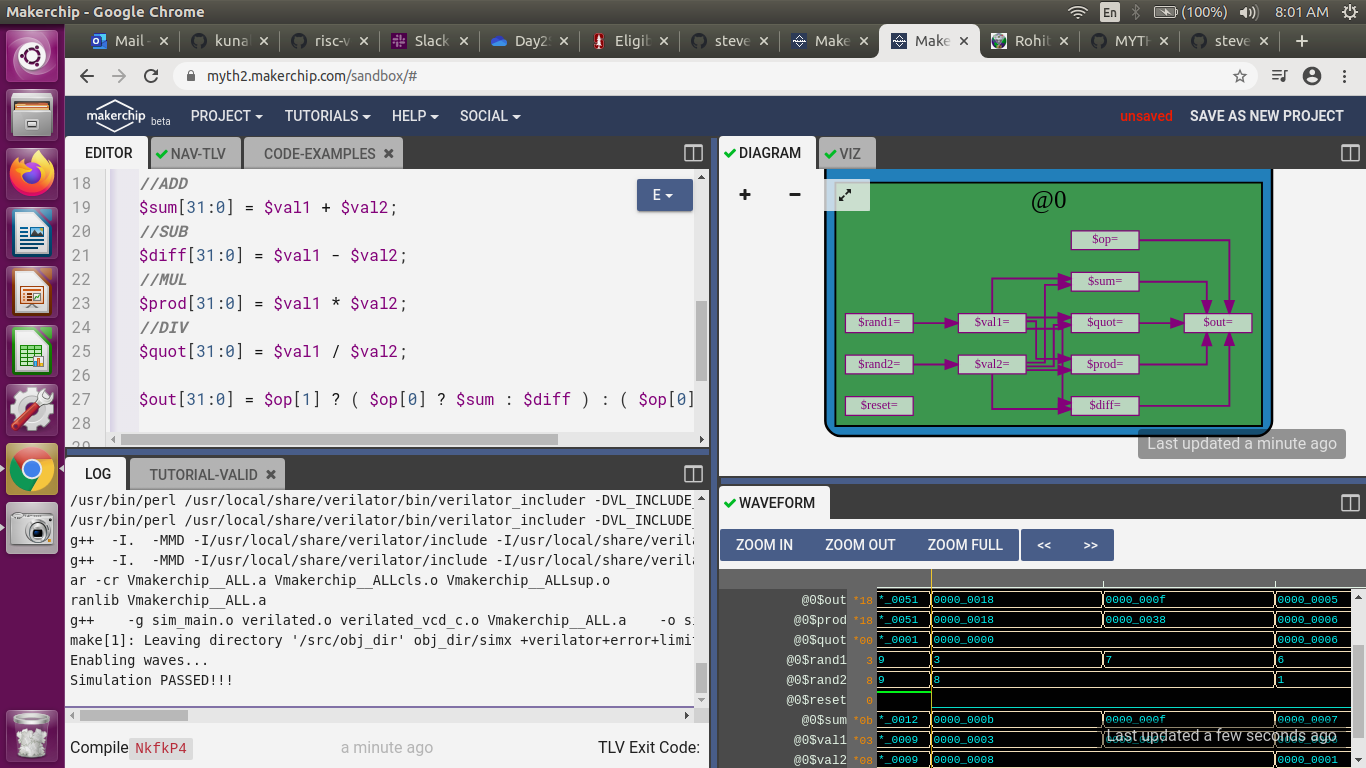 Makerchip - Google Chrome
En (100%) 8:01 AM
Mail - kuna risc-v Slack Day2S Eligib steve Make Make Rohit MYTH steve
myth2.makerchip.com/sandbox/#
makerchip beta PROJECT TUTORIALS HELP SOCIAL unsaved SAVE AS NEW PROJECT
EDITOR NAV-TLV CODE-EXAMPLES
E
18 //ADD
19 $sum[31:0] = $val1 + $val2;
20 //SUB
21 $diff[31:0] = $val1 - $val2;
22 //MUL
23 $prod[31:0] = $val1 * $val2;
24 //DIV
25 $quot[31:0] = $val1 / $val2;
26
27 $out[31:0] = $op[1] ? ( $op[0] ? $sum : $diff ) : ( $op[0]
28
LOG TUTORIAL-VALID
/usr/bin/perl /usr/local/share/verilator/bin/verilator_includer -DVL_INCLUDE_
/usr/bin/perl /usr/local/share/verilator/bin/verilator_includer -DVL_INCLUDE_
g++ -I. -MMD -I/usr/local/share/verilator/include -I/usr/local/share/verila
g++ -I. -MMD -I/usr/local/share/verilator/include -I/usr/local/share/verila
ar -cr Vmakerchip__ALL.a Vmakerchip__ALLcls.o Vmakerchip__ALLsup.o
ranlib Vmakerchip__ALL.a
g++ -g sim_main.o verilated.o verilated_vcd_c.o Vmakerchip__ALL.a -o si
make[1]: Leaving directory '/src/obj_dir' obj_dir/simx +verilator+error+limit
Enabling waves...
Simulation PASSED!!!
Compile NkfkP4 a minute ago TLV Exit Code:
DIAGRAM VIZ
+ −
@0
$op=
$sum=
$rand1= $val1= $quot= $out=
$rand2= $val2= $prod=
$reset= $diff=
Last updated a minute ago
WAVEFORM
ZOOM IN ZOOM OUT ZOOM FULL << >>
@0$out *18 *_0051 0000_0018 0000_000f 0000_0005
@0$prod *18 *_0051 0000_0018 0000_0038 0000_0006
@0$quot *00 *_0001 0000_0000 0000_0006
@0$rand1 3 9 3 7 6
@0$rand2 8 9 8 1
@0$reset 0
@0$sum *0b *_0012 0000_000b 0000_000f 0000_0007
@0$val1 *03 *_0009 0000_0003
Last updated a few seconds ago
@0$val2 *08 *_0009 0000_0008 0000_0001